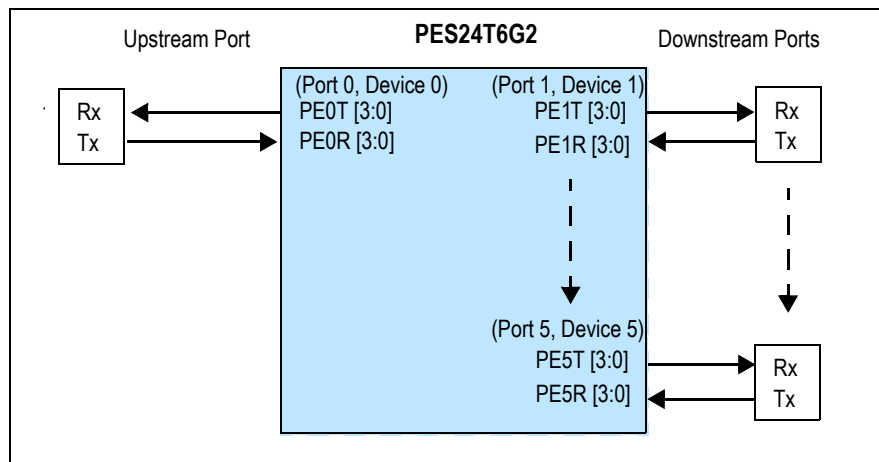 Upstream Port
PES24T6G2
Downstream Ports
(Port 0, Device 0)
PE0T [3:0]
PE0R [3:0]
(Port 1, Device 1)
PE1T [3:0]
PE1R [3:0]
Rx
Tx
Rx
Tx
(Port 5, Device 5)
PE5T [3:0]
PE5R [3:0]
Rx
Tx